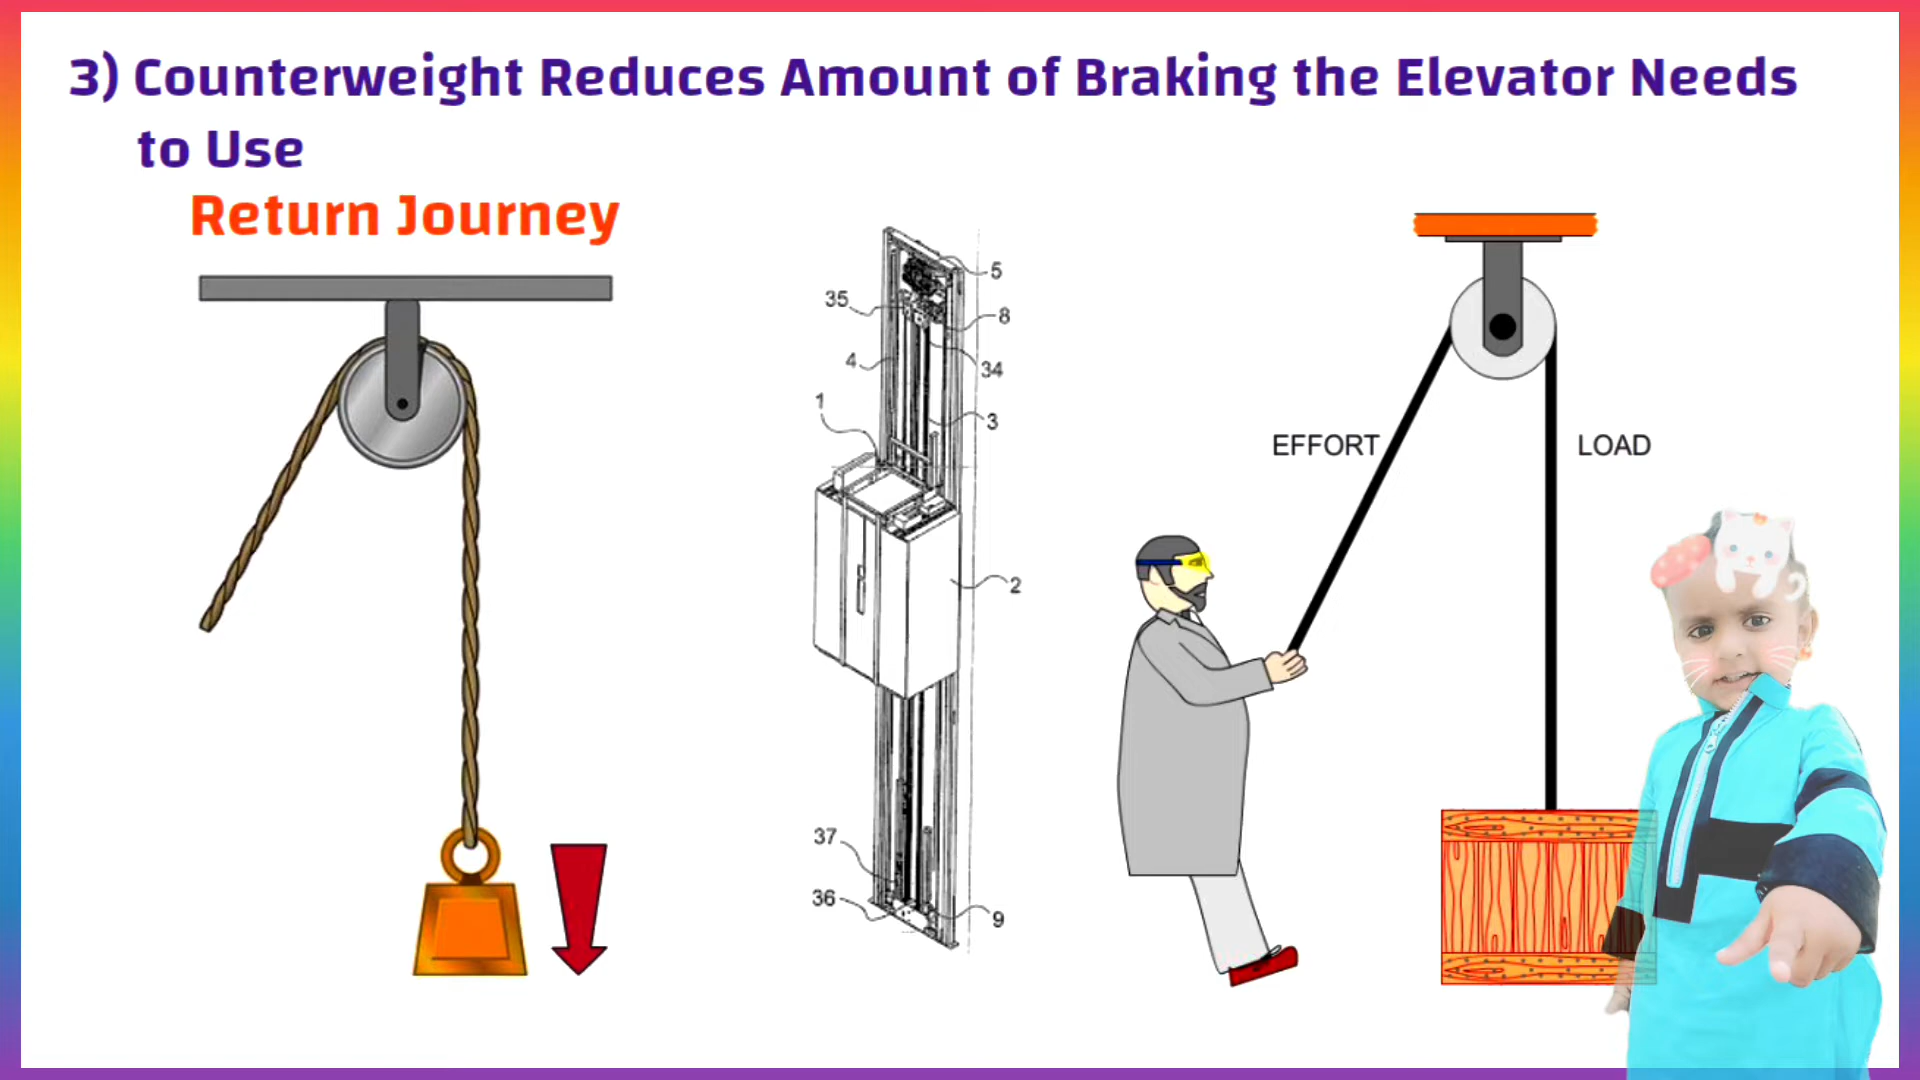 3) Counterweight Reduces Amount of Braking the Elevator Needs
to Use
Return Journey
5
35
8
4
34
1
3
EFFORT
LOAD
2
37
36
9